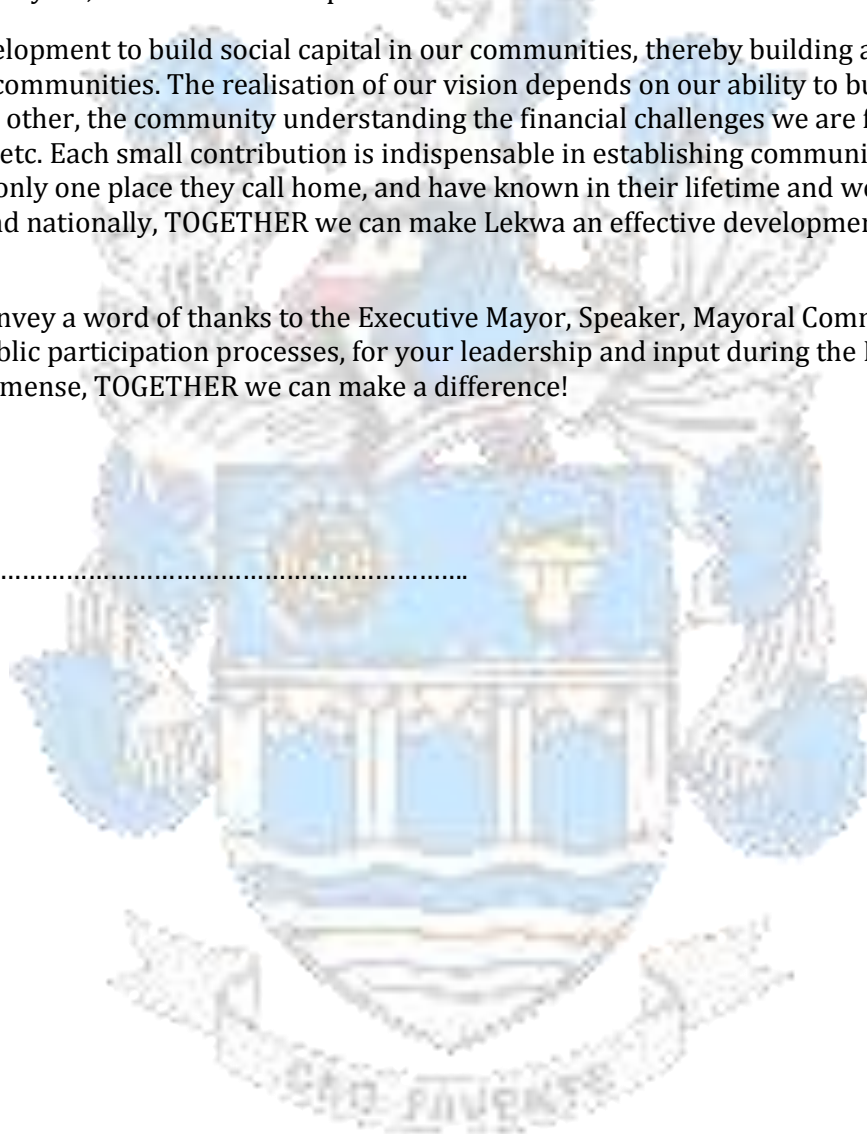 elopment to build social capital in our communities, thereby building a
communities. The realisation of our vision depends on our ability to bu
other, the community understanding the financial challenges we are f
etc. Each small contribution is indispensable in establishing communi
only one place they call home, and have known in their lifetime and we
nd nationally, TOGETHER we can make Lekwa an effective developmen
nvey a word of thanks to the Executive Mayor, Speaker, Mayoral Comm
blic participation processes, for your leadership and input during the
mense, TOGETHER we can make a difference!
………………………………………………………..
DEO FAVENTE